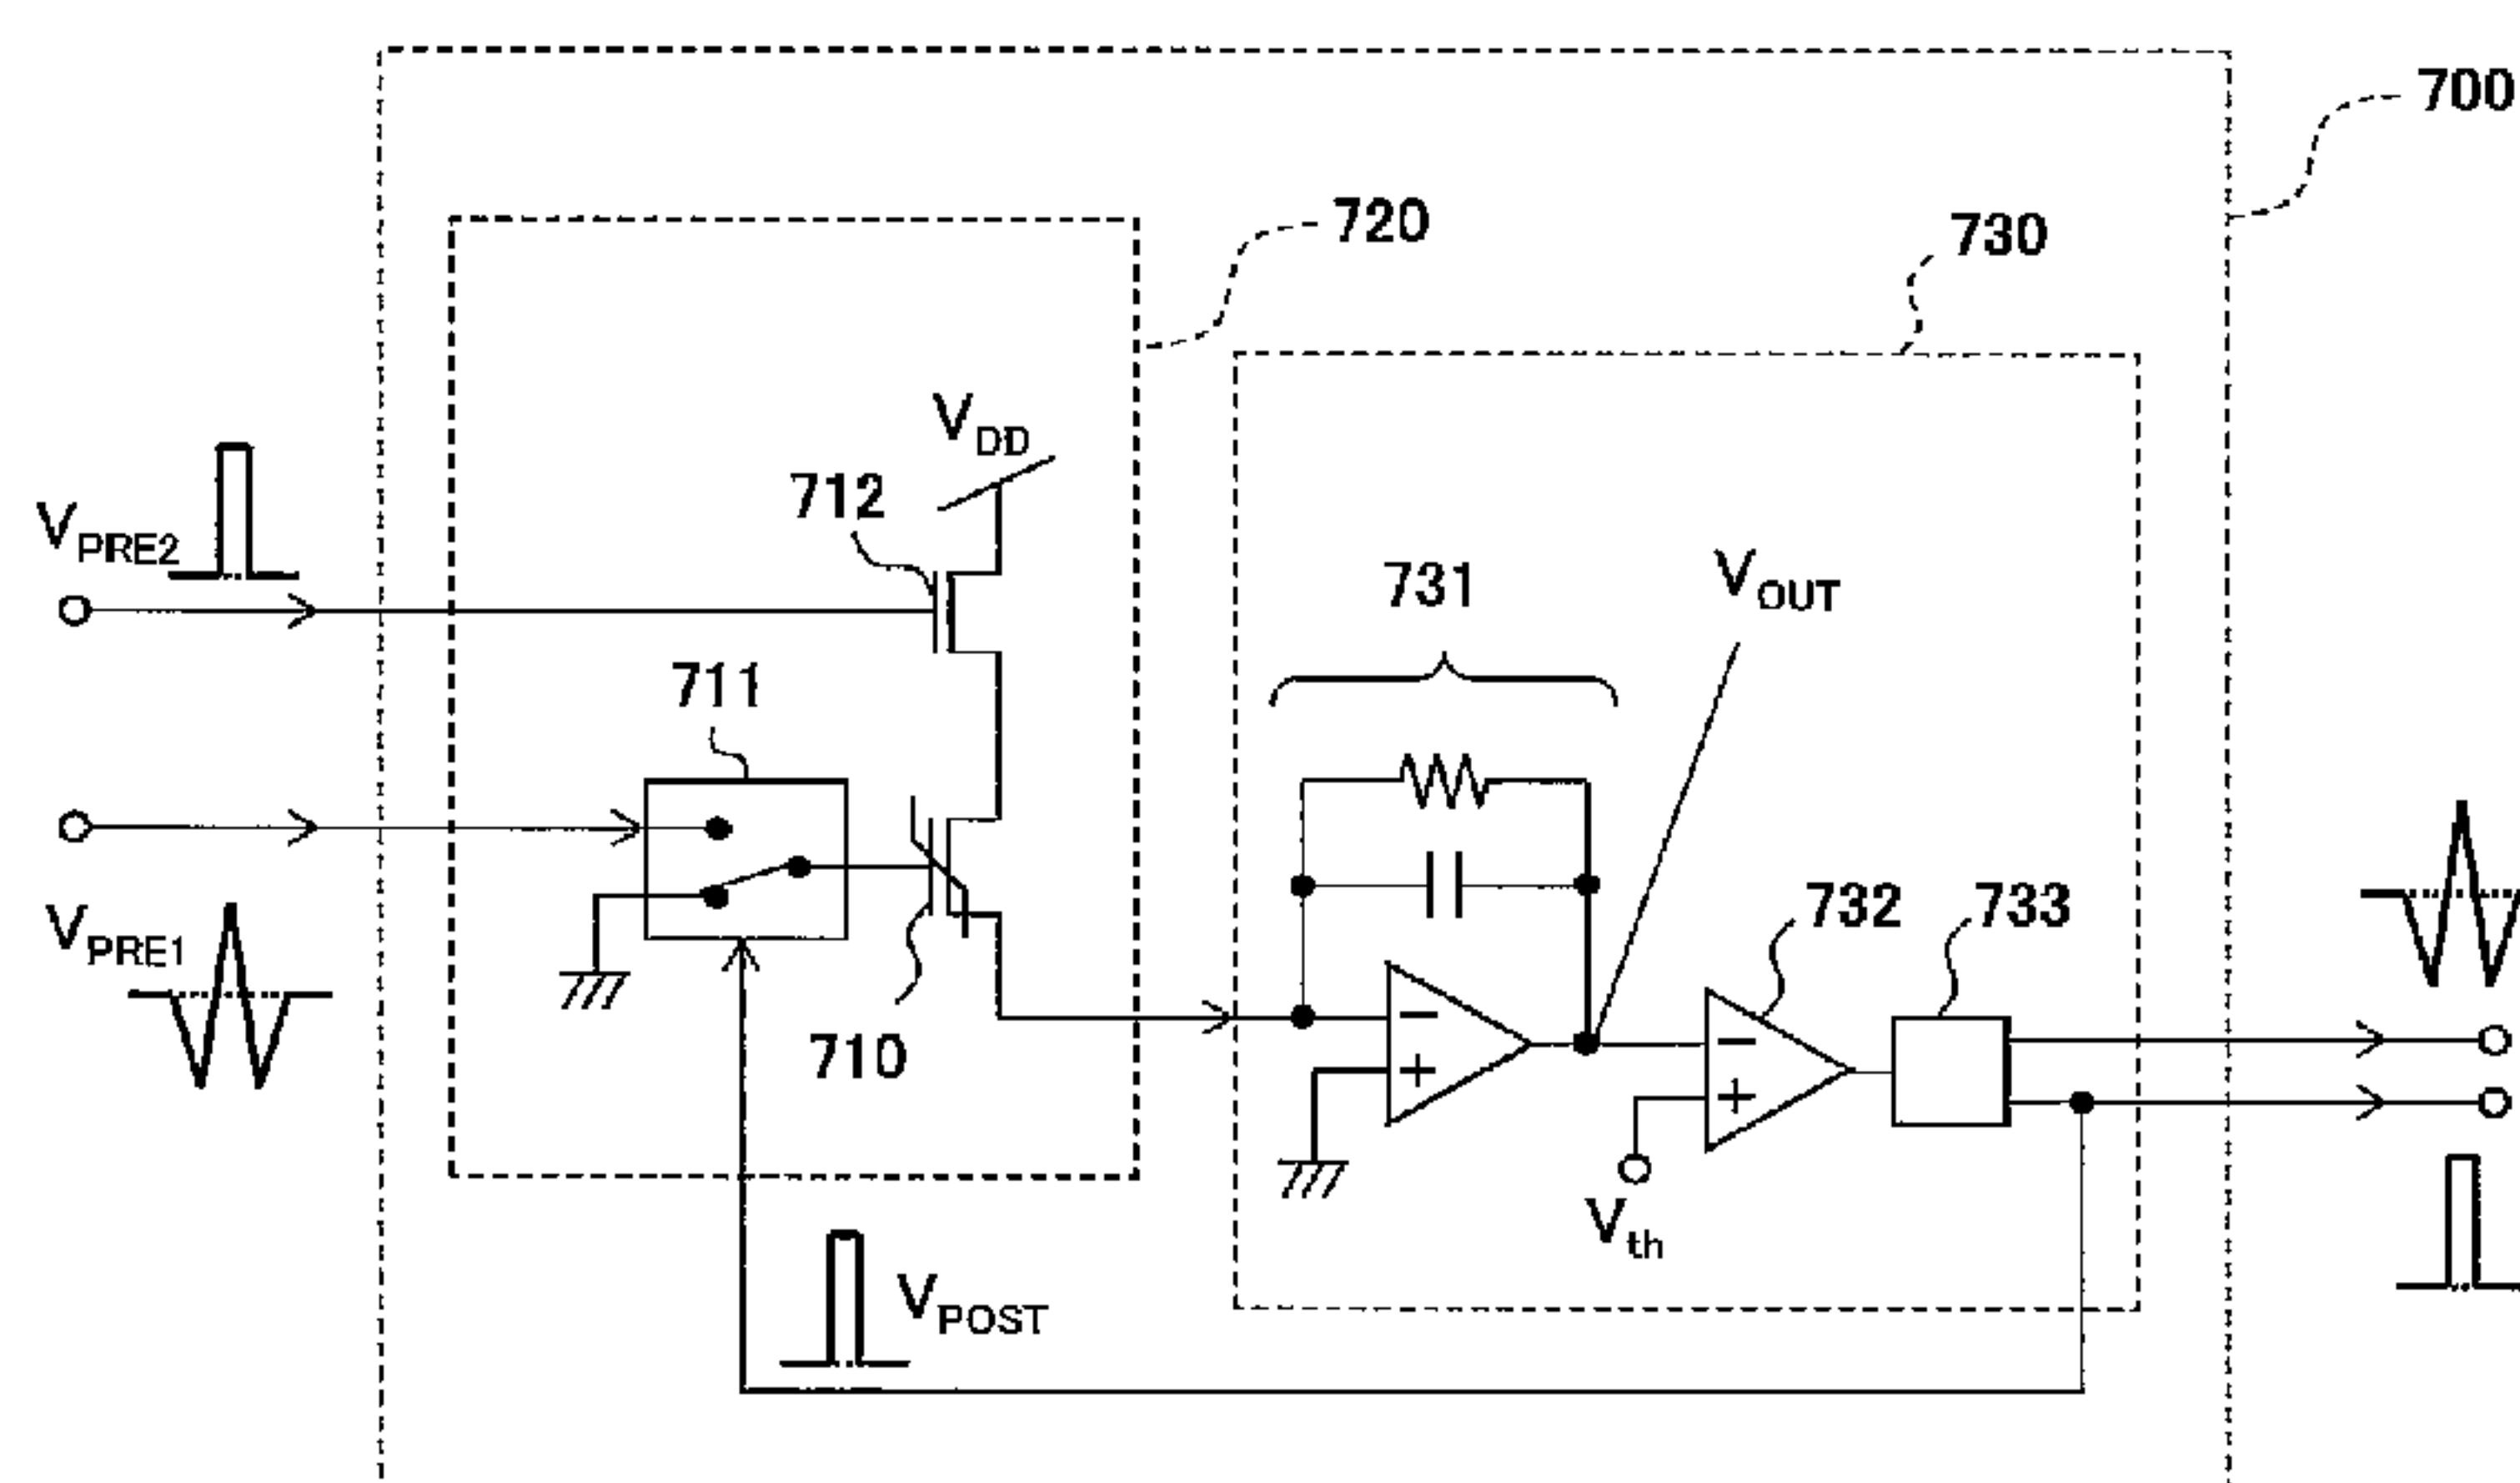 700
720
730
VDD
712
VPRE2
731
VOUT
711
732
733
VPRE1
710
−
+
−
+
Vth
VPOST